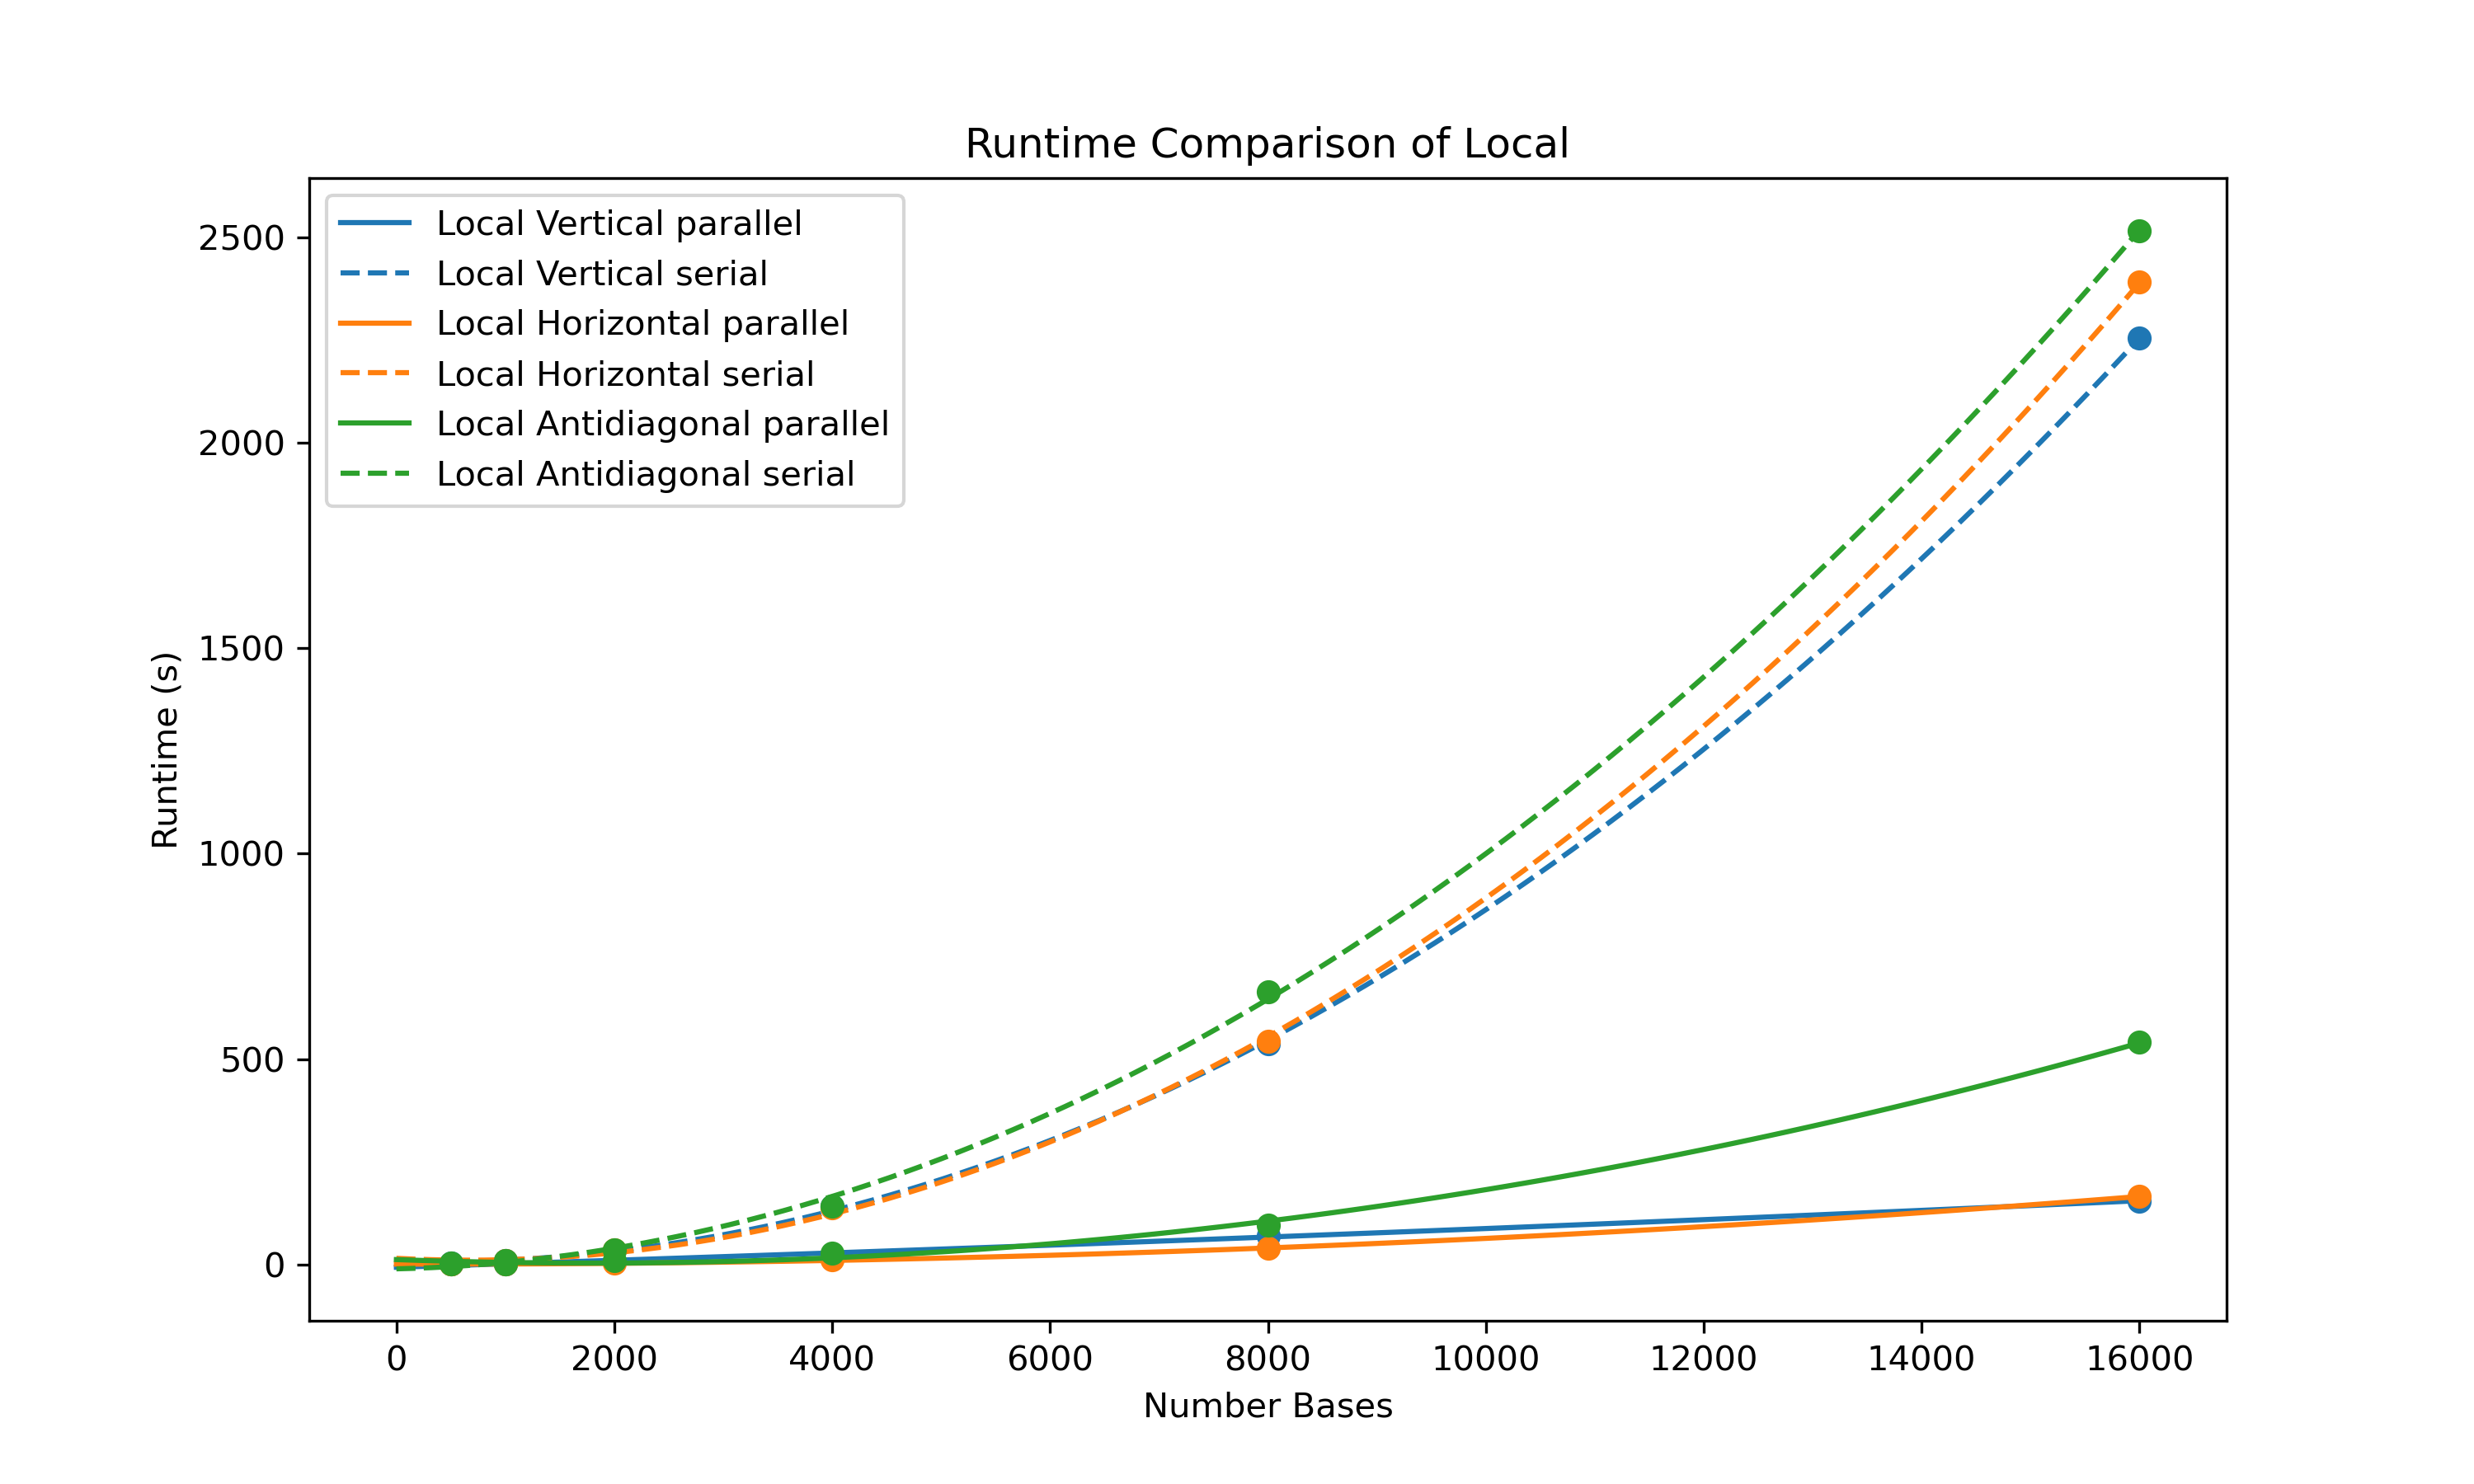 Runtime Comparison of Local
Local Vertical parallel
Local Vertical serial
Local Horizontal parallel
Local Horizontal serial
Local Antidiagonal parallel
Local Antidiagonal serial
Runtime (s)
2500
2000
1500
1000
500
0
0 2000 4000 6000 8000 10000 12000 14000 16000
Number Bases